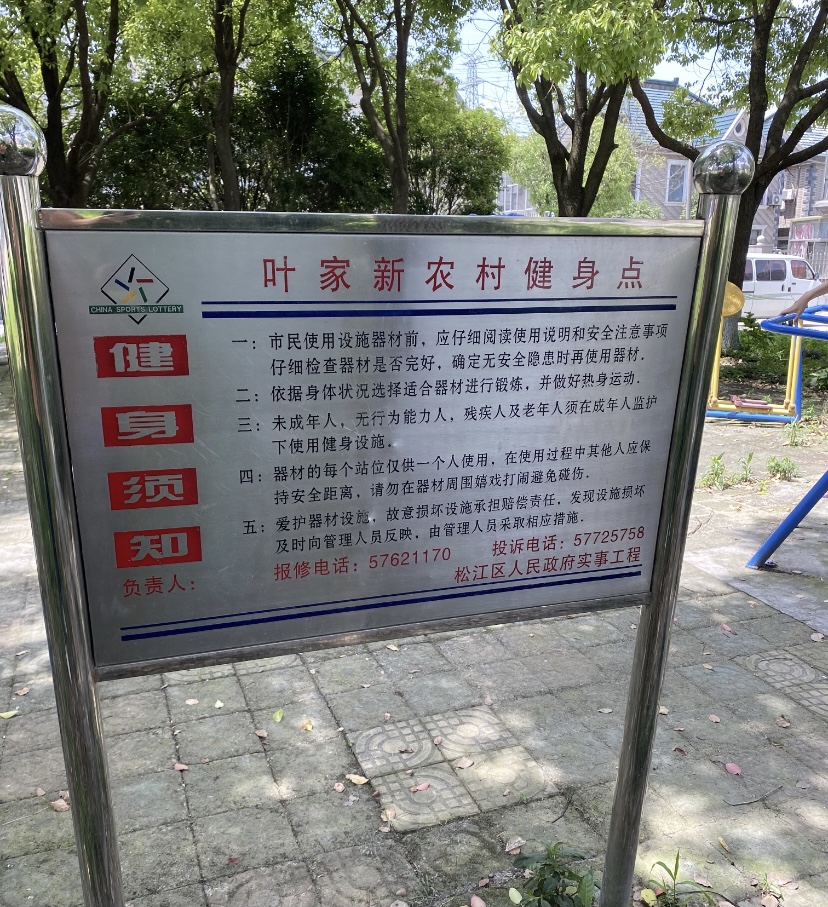 叶家新农村健身点
CHINA SPORTS LOTTERY
健身须知
一：市民使用设施器材前，应仔细阅读使用说明和安全注意事项
仔细检查器材是否完好，确定无安全隐患时再使用器材．
二：依据身体状况选择适合器材进行锻炼，并做好热身运动．
三：未成年人、无行为能力人，残疾人及老年人须在成年人监护
下使用健身设施．
四：器材的每个站位仅供一个人使用，在使用过程中其他人应保
持安全距离，请勿在器材周围嬉戏打闹避免碰伤．
五：爱护器材设施，故意损坏设施承担赔偿责任，发现设施损坏
及时向管理人员反映，由管理人员采取相应措施．
负责人： 报修电话：57621170 投诉电话：57725758
松江区人民政府实事工程